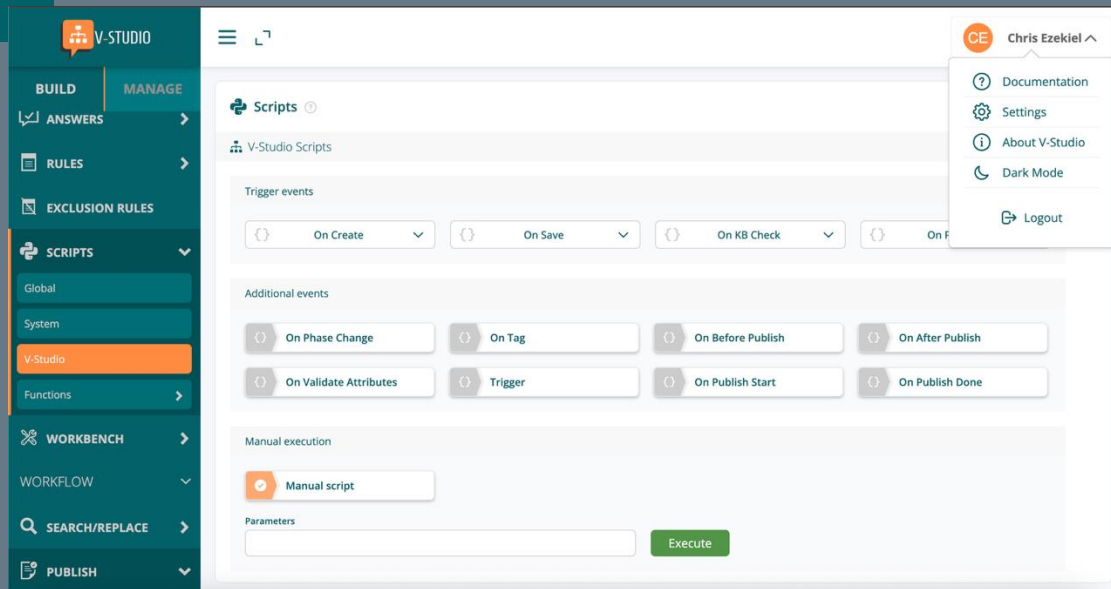 V-STUDIO
BUILD
MANAGE
ANSWERS
RULES
EXCLUSION RULES
SCRIPTS
Global
System
V-Studio
Functions
WORKBENCH
WORKFLOW
SEARCH/REPLACE
PUBLISH
CE Chris Ezekiel
Documentation
Settings
About V-Studio
Dark Mode
Logout
Scripts
V-Studio Scripts
Trigger events
{} On Create
{} On Save
{} On KB Check
{} On
Additional events
{} On Phase Change
{} On Tag
{} On Before Publish
{} On After Publish
{} On Validate Attributes
{} Trigger
{} On Publish Start
{} On Publish Done
Manual execution
Manual script
Parameters
Execute